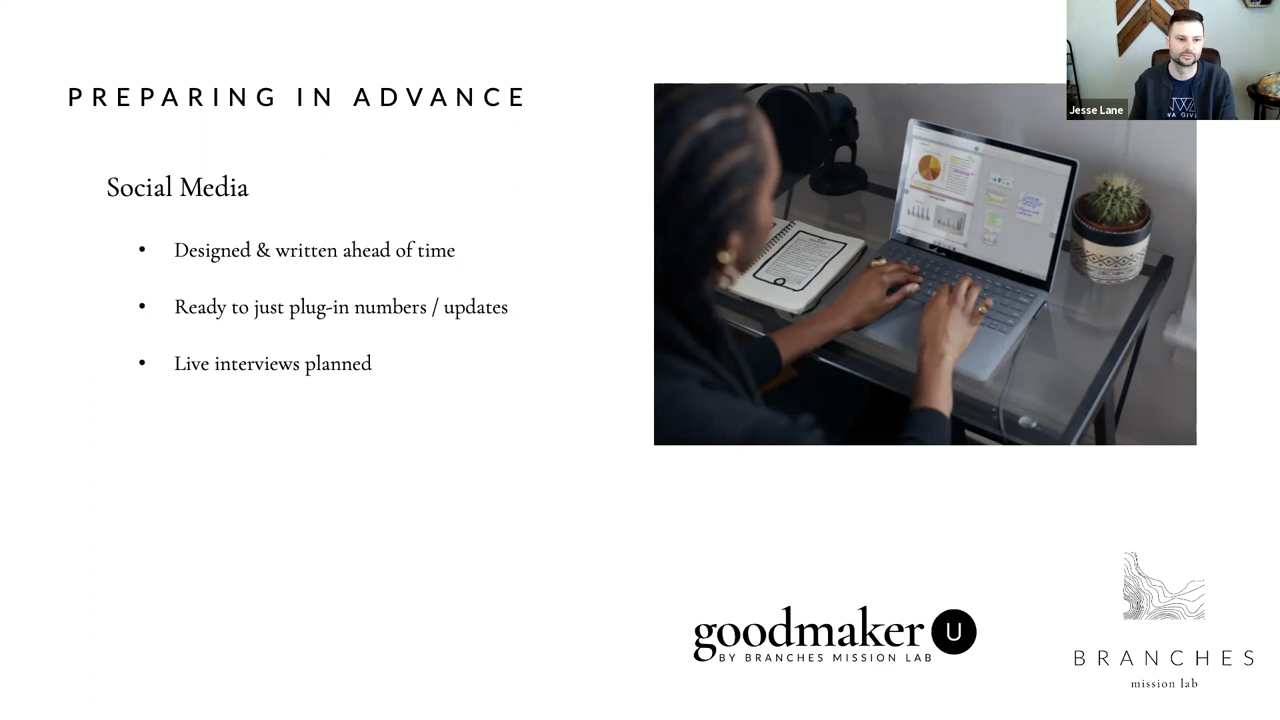 PREPARING IN ADVANCE
Jesse Lane
Social Media
• Designed & written ahead of time
• Ready to just plug-in numbers / updates
• Live interviews planned
goodmaker U
BY BRANCHES MISSION LAB
BRANCHES
mission lab